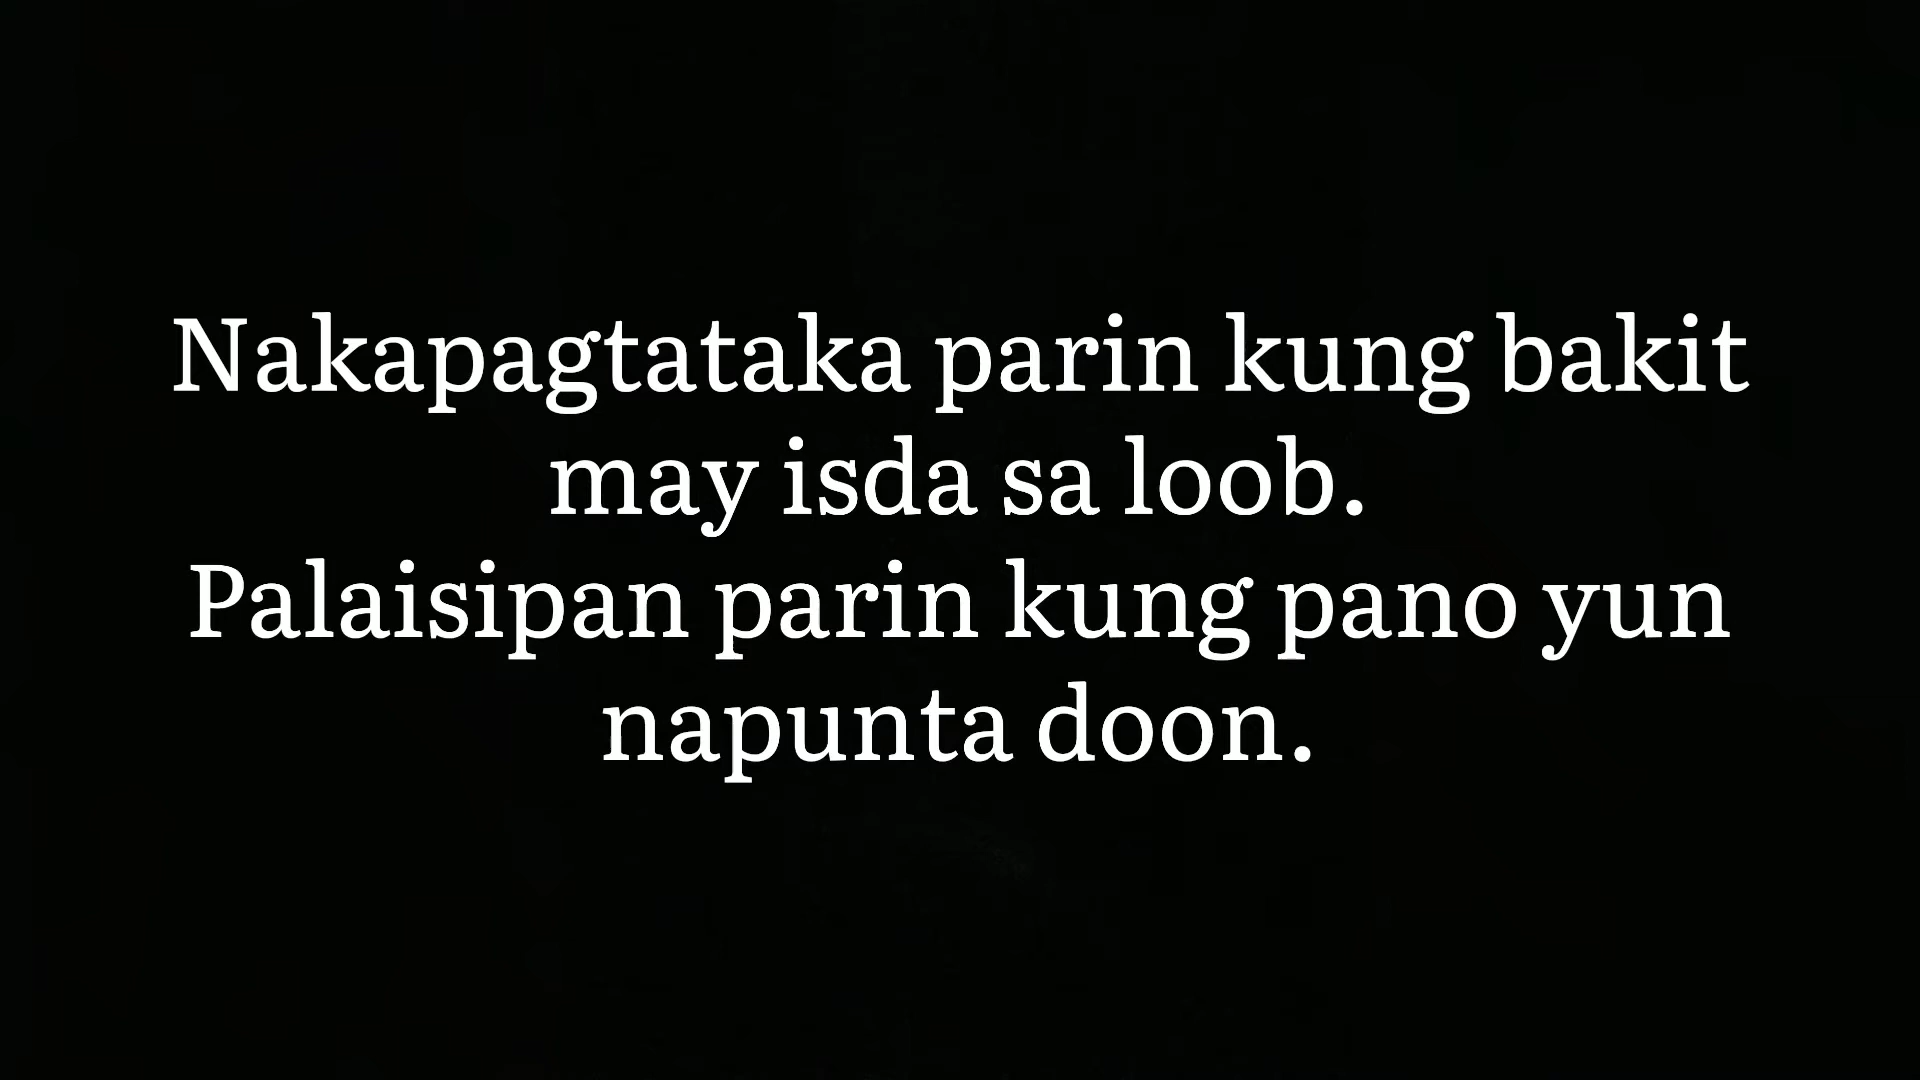 Nakapagtataka parin kung bakit
may isda sa loob.
Palaisipan parin kung pano yun
napunta doon.